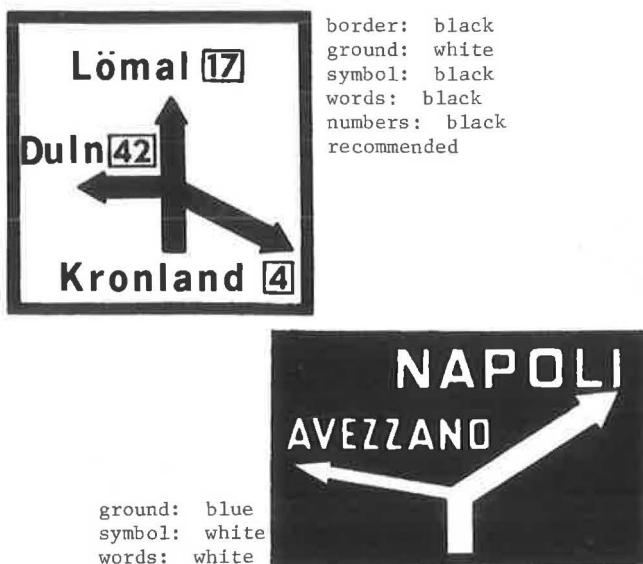 Lömal 17
Duln 42
Kronland 4
border: black
ground: white
symbol: black
words: black
numbers: black
recommended
NAPOLI
AVEZZANO
ground: blue
symbol: white
words: white